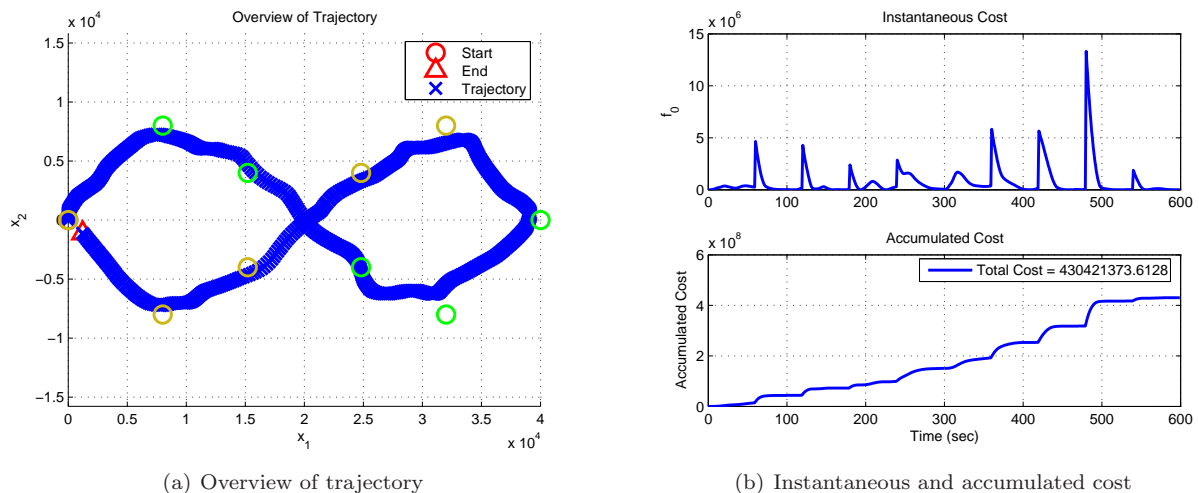 Overview of Trajectory
x 10^4
1.5
1
0.5
0
−0.5
−1
−1.5
x_2
0
0.5
1
1.5
2
2.5
3
3.5
4
x_1
x 10^4
Start
End
Trajectory
(a) Overview of trajectory
Instantaneous Cost
x 10^6
15
10
5
0
f_0
0
100
200
300
400
500
600
Accumulated Cost
x 10^8
6
4
2
0
Accumulated Cost
Total Cost = 430421373.6128
0
100
200
300
400
500
600
Time (sec)
(b) Instantaneous and accumulated cost